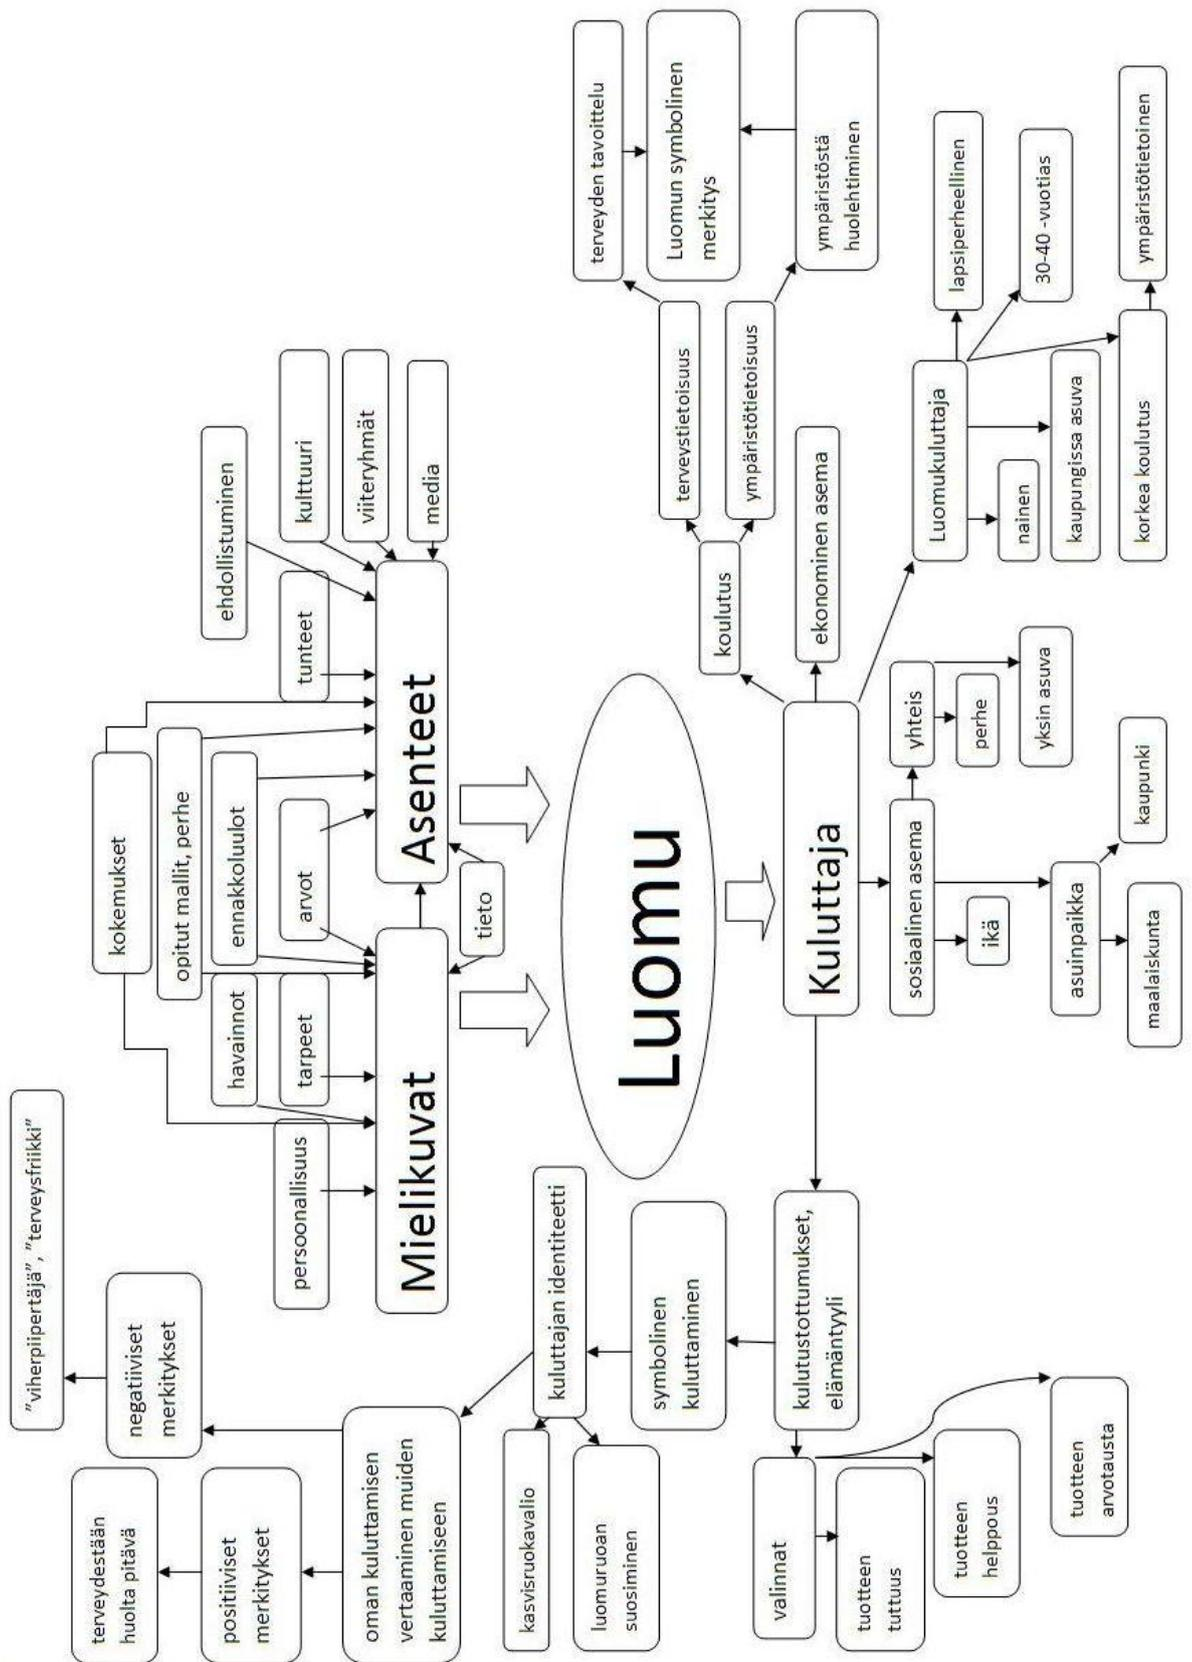 "viherpiipertäjä", "terveysfriikki"
terveydestään
huolta pitävä
negatiiviset
merkitykset
kokemukset
opitut mallit, perhe
positiiviset
merkitykset
havainnot
ennakkoluulot
ehdollistuminen
persoonallisuus
tarpeet
arvot
tunteet
kulttuuri
viiteryhmät
media
oman kuluttamisen
vertaaminen muiden
kuluttamiseen
Mielikuvat
Asenteet
tieto
kasvisruokavalio
kuluttajan identiteetti
luomuruoan
suosiminen
symbolinen
kuluttaminen
Luomu
terveyden tavoittelu
Luomun symbolinen
merkitys
terveystietoisuus
koulutus
ympäristötietoisuus
ympäristöstä
huolehtiminen
valinnat
kulutustottumukset,
elämäntyyli
Kuluttaja
ekonominen asema
tuotteen
tuttuus
tuotteen
helppous
tuotteen
arvotausta
sosiaalinen asema
yhteis
ikä
perhe
yksin asuva
asuinpaikka
maalaiskunta
kaupunki
Luomukuluttaja
lapsiperheellinen
nainen
30-40 -vuotias
kaupungissa asuva
korkea koulutus
ympäristötietoinen